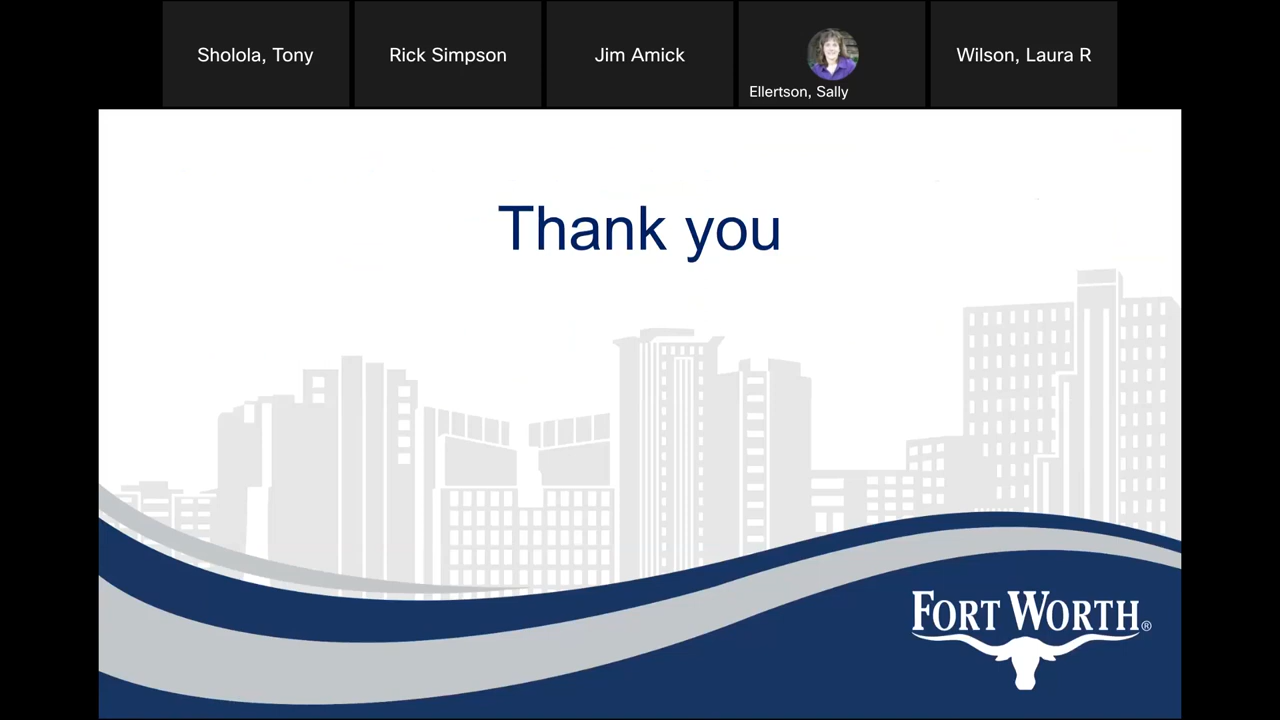 Sholola, Tony
Rick Simpson
Jim Amick
Ellertson, Sally
Wilson, Laura R
Thank you
FORT WORTH®